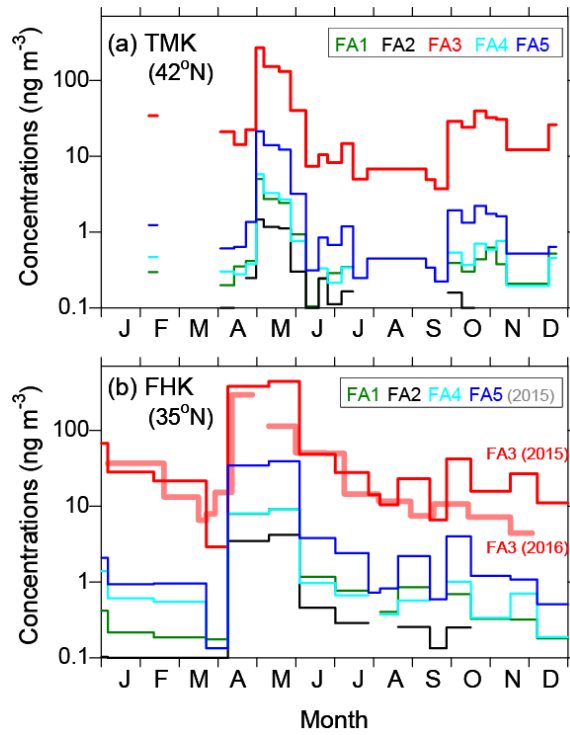 (a) TMK
(42°N)
FA1 FA2 FA3 FA4 FA5
Concentrations (ng m⁻³)
100
10
1
0.1
J F M A M J J A S O N D
(b) FHK
(35°N)
FA1 FA2 FA4 FA5 (2015)
FA3 (2015)
FA3 (2016)
Concentrations (ng m⁻³)
100
10
1
0.1
J F M A M J J A S O N D
Month